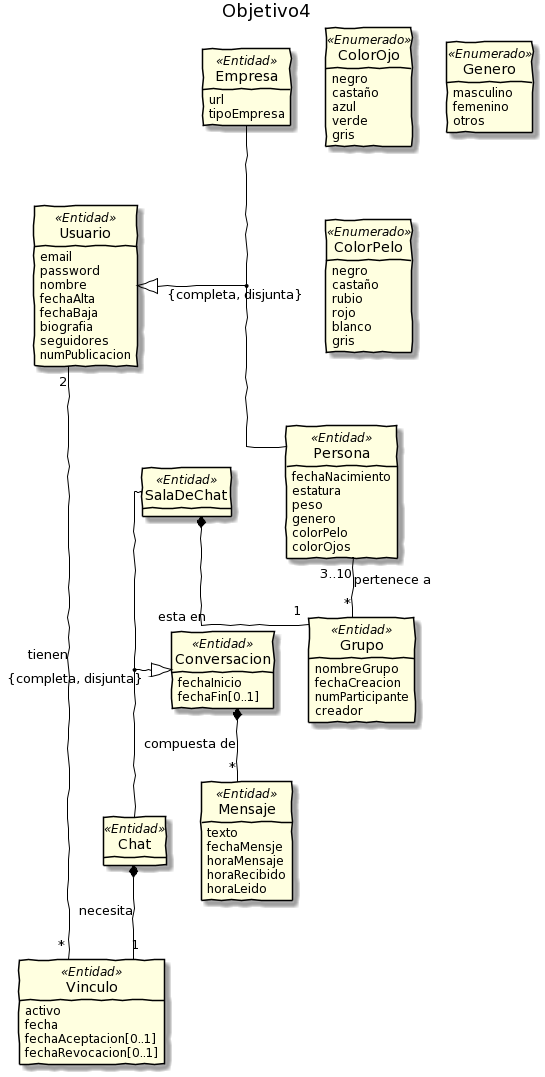 Objetivo4
«Entidad»
Empresa
url
tipoEmpresa
«Enumerado»
ColorOjo
negro
castaño
azul
verde
gris
«Enumerado»
Genero
masculino
femenino
otros
«Entidad»
Usuario
email
password
nombre
fechaAlta
fechaBaja
biografia
seguidores
numPublicacion
{completa, disjunta}
«Enumerado»
ColorPelo
negro
castaño
rubio
rojo
blanco
gris
2
«Entidad»
Persona
fechaNacimiento
estatura
peso
genero
colorPelo
colorOjos
«Entidad»
SalaDeChat
3..10
pertenece a
*
esta en
1
«Entidad»
Grupo
nombreGrupo
fechaCreacion
numParticipante
creador
«Entidad»
Conversacion
fechaInicio
fechaFin[0..1]
tienen
{completa, disjunta}
compuesta de
*
«Entidad»
Mensaje
texto
fechaMensje
horaMensaje
horaRecibido
horaLeido
«Entidad»
Chat
necesita
*
1
«Entidad»
Vinculo
activo
fecha
fechaAceptacion[0..1]
fechaRevocacion[0..1]